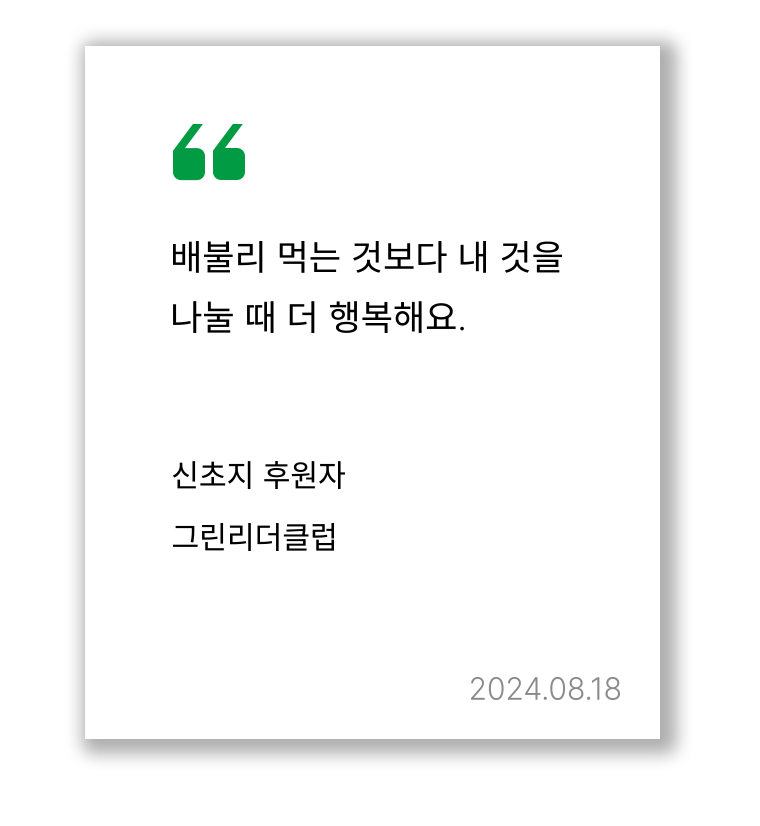 배불리 먹는 것보다 내 것을
나눌 때 더 행복해요.
신초지 후원자
그린리더클럽
2024.08.18